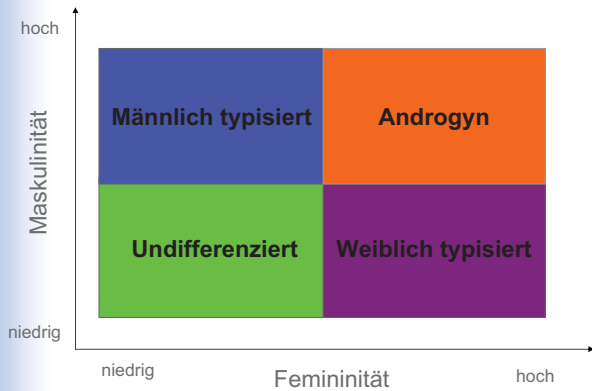 hoch
Maskulinität
Männlich typisiert
Androgyn
Undifferenziert
Weiblich typisiert
niedrig
niedrig
Femininität
hoch